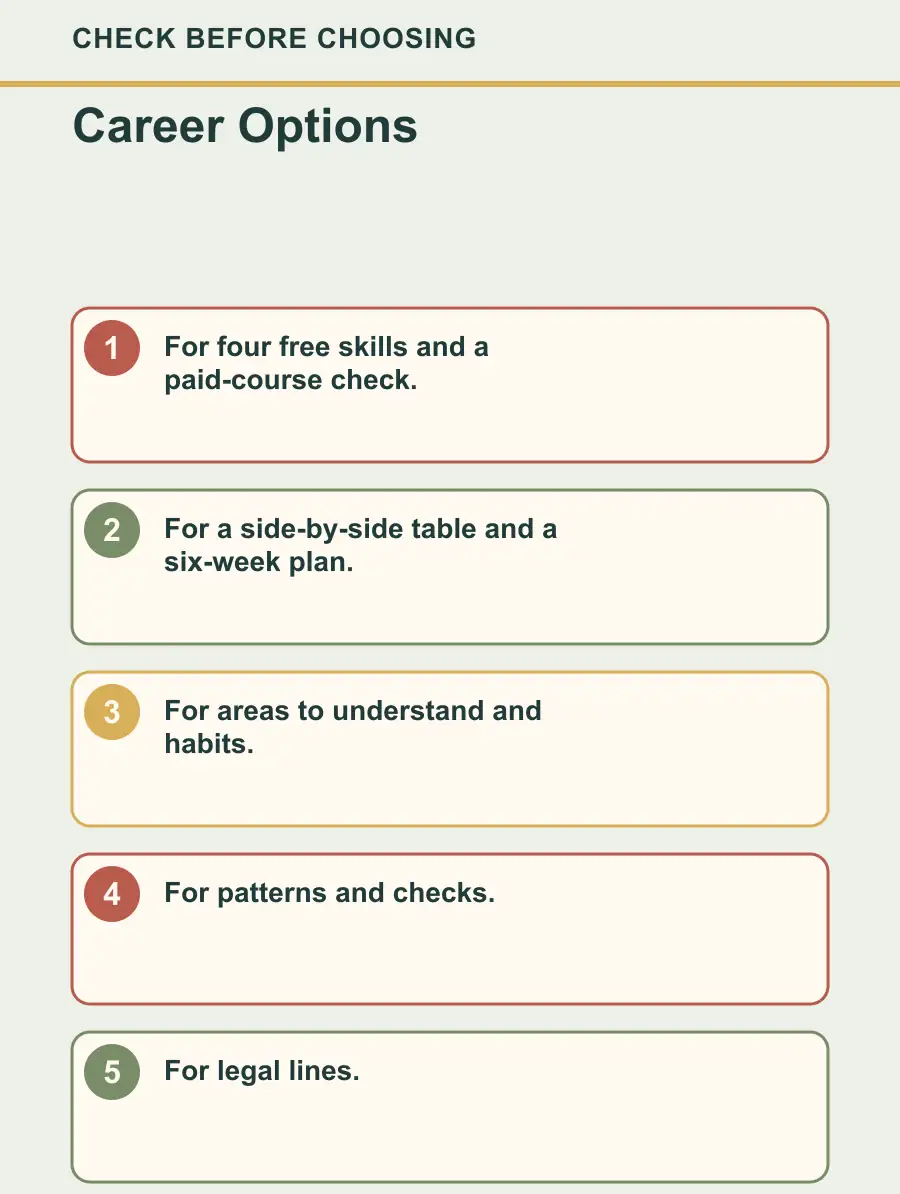 CHECK BEFORE CHOOSING
Career Options
1
For four free skills and a
paid-course check.
2
For a side-by-side table and a
six-week plan.
3
For areas to understand and
habits.
4
For patterns and checks.
5
For legal lines.